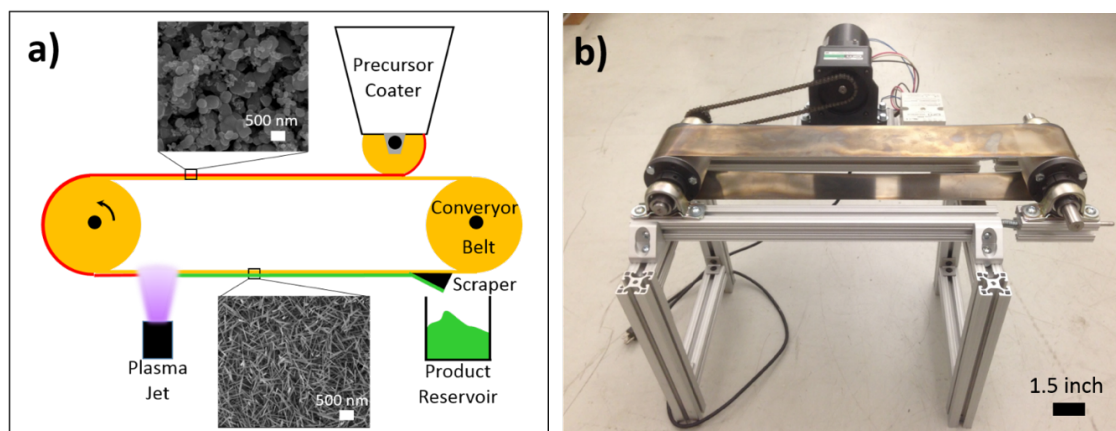 a)
500 nm
Precursor
Coater
Converyor
Belt
Scraper
Plasma
Jet
500 nm
Product
Reservoir
b)
1.5 inch